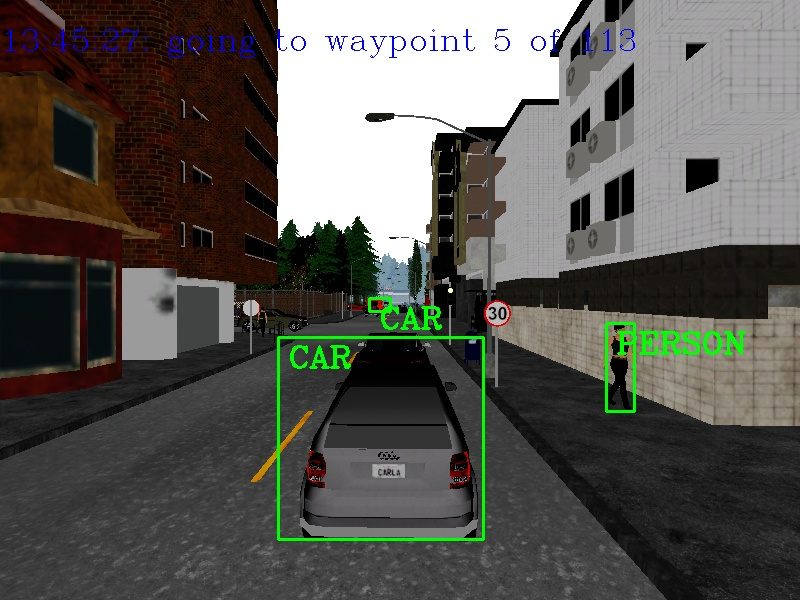 13:45:27: going to waypoint 5 of 113
CAR
30
CAR
PERSON
CARLA